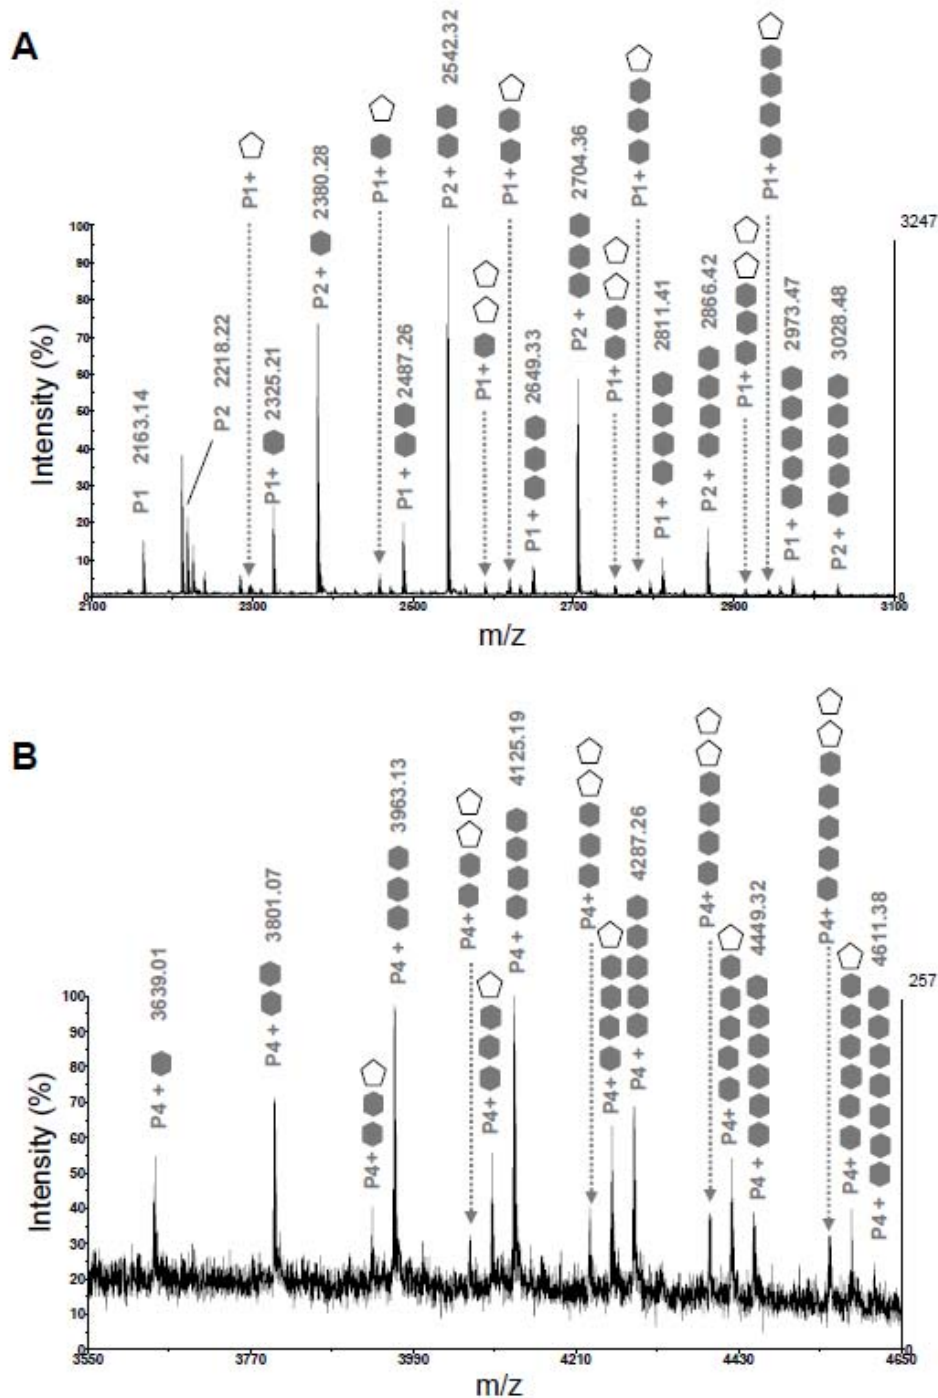 A
P1 2163.14
P2 2218.22
P1+
P1+ 2325.21
P2 + 2380.28
P1+
P1 + 2487.26
P2 + 2542.32
P1+
P1+
P1 + 2649.33
P2 + 2704.36
P1+
P1+
P1 + 2811.41
P2 + 2866.42
P1+
P1+
P1 + 2973.47
P2 + 3028.48
3247
Intensity (%)
100
90
80
70
60
50
40
30
20
10
0
0
2100
2300
2500
2700
2900
3100
m/z
B
P4 + 3639.01
P4 + 3801.07
P4+
P4 + 3963.13
P4+
P4+
P4 + 4125.19
P4+
P4+
P4 + 4287.26
P4+
P4+
P4 + 4449.32
P4+
P4+
P4 + 4611.38
257
Intensity (%)
100
90
80
70
60
50
40
30
20
10
0
0
3550
3770
3990
4210
4430
4650
m/z